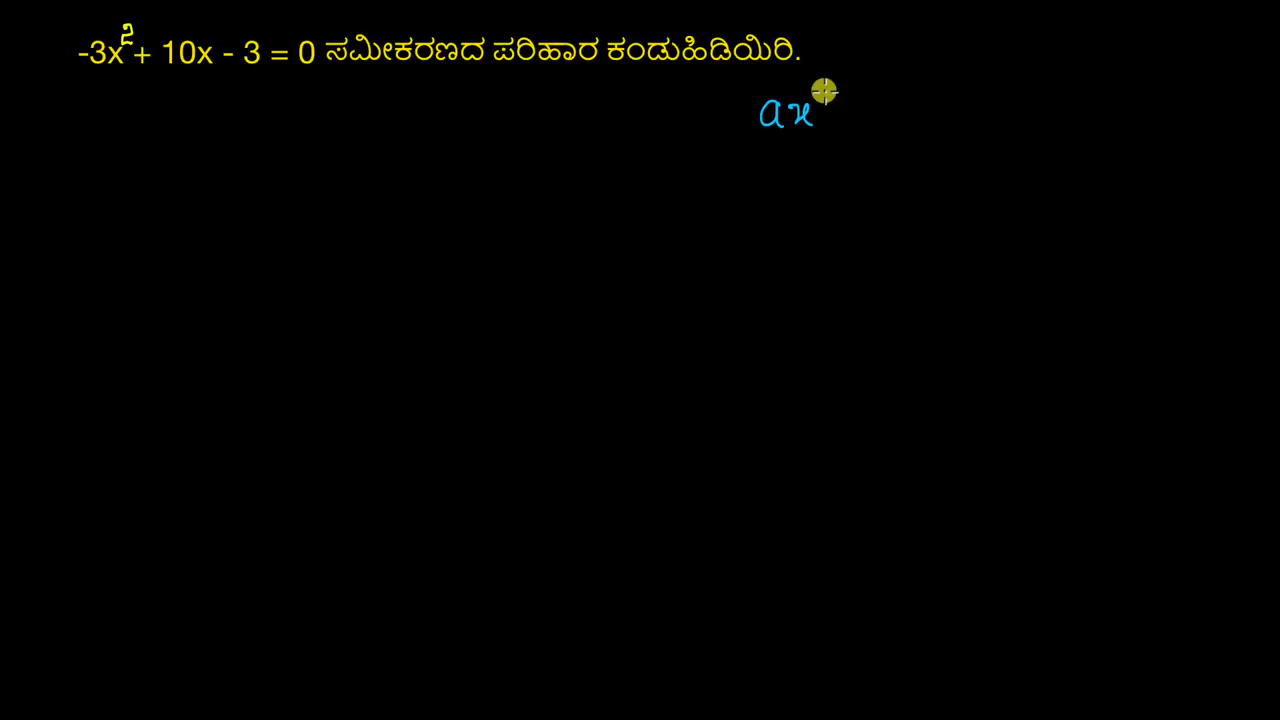 -3x² + 10x - 3 = 0 ಸಮೀಕರಣದ ಪರಿಹಾರ ಕಂಡುಹಿಡಿಯಿರಿ.
ax